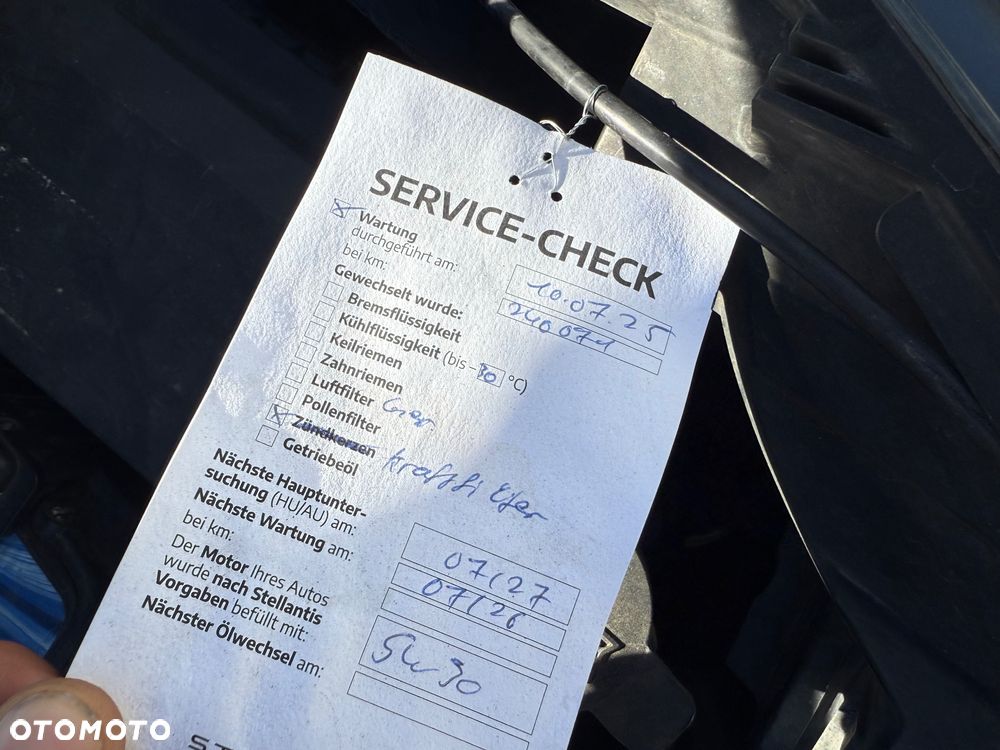 SERVICE-CHECK
Wartung
durchgeführt am: 10.07.25
bei km: 240071
Gewechselt wurde:
Bremsflüssigkeit
Kühlflüssigkeit (bis -30 °C)
Keilriemen
Zahnriemen
Luftfilter
Pollenfilter
Zündkerzen
Getriebeöl
Nächste Hauptunter-
suchung (HU/AU) am: 07/27
Nächste Wartung am: 07/26
bei km:
Der Motor Ihres Autos
wurde nach Stellantis
Vorgaben befüllt mit: 5W30
Nächster Ölwechsel am:
OTOMOTO